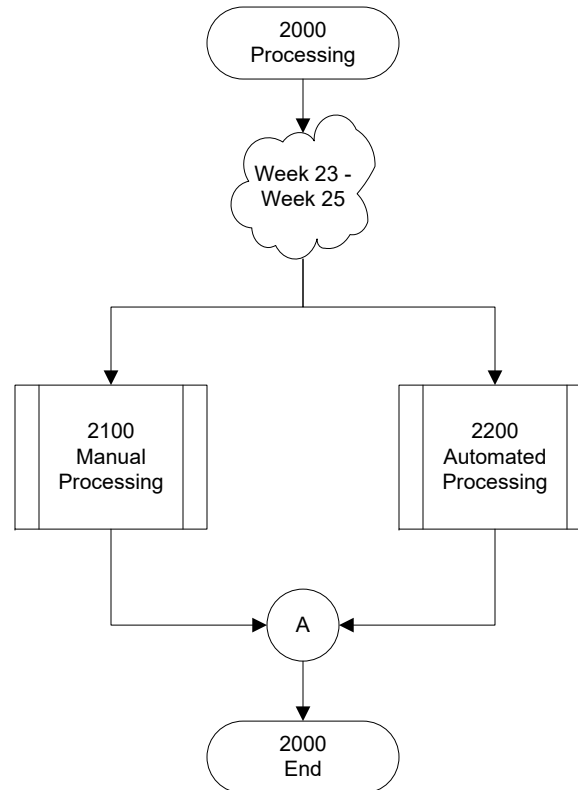 2000
Processing
Week 23 -
Week 25
2100
Manual
Processing
2200
Automated
Processing
A
2000
End